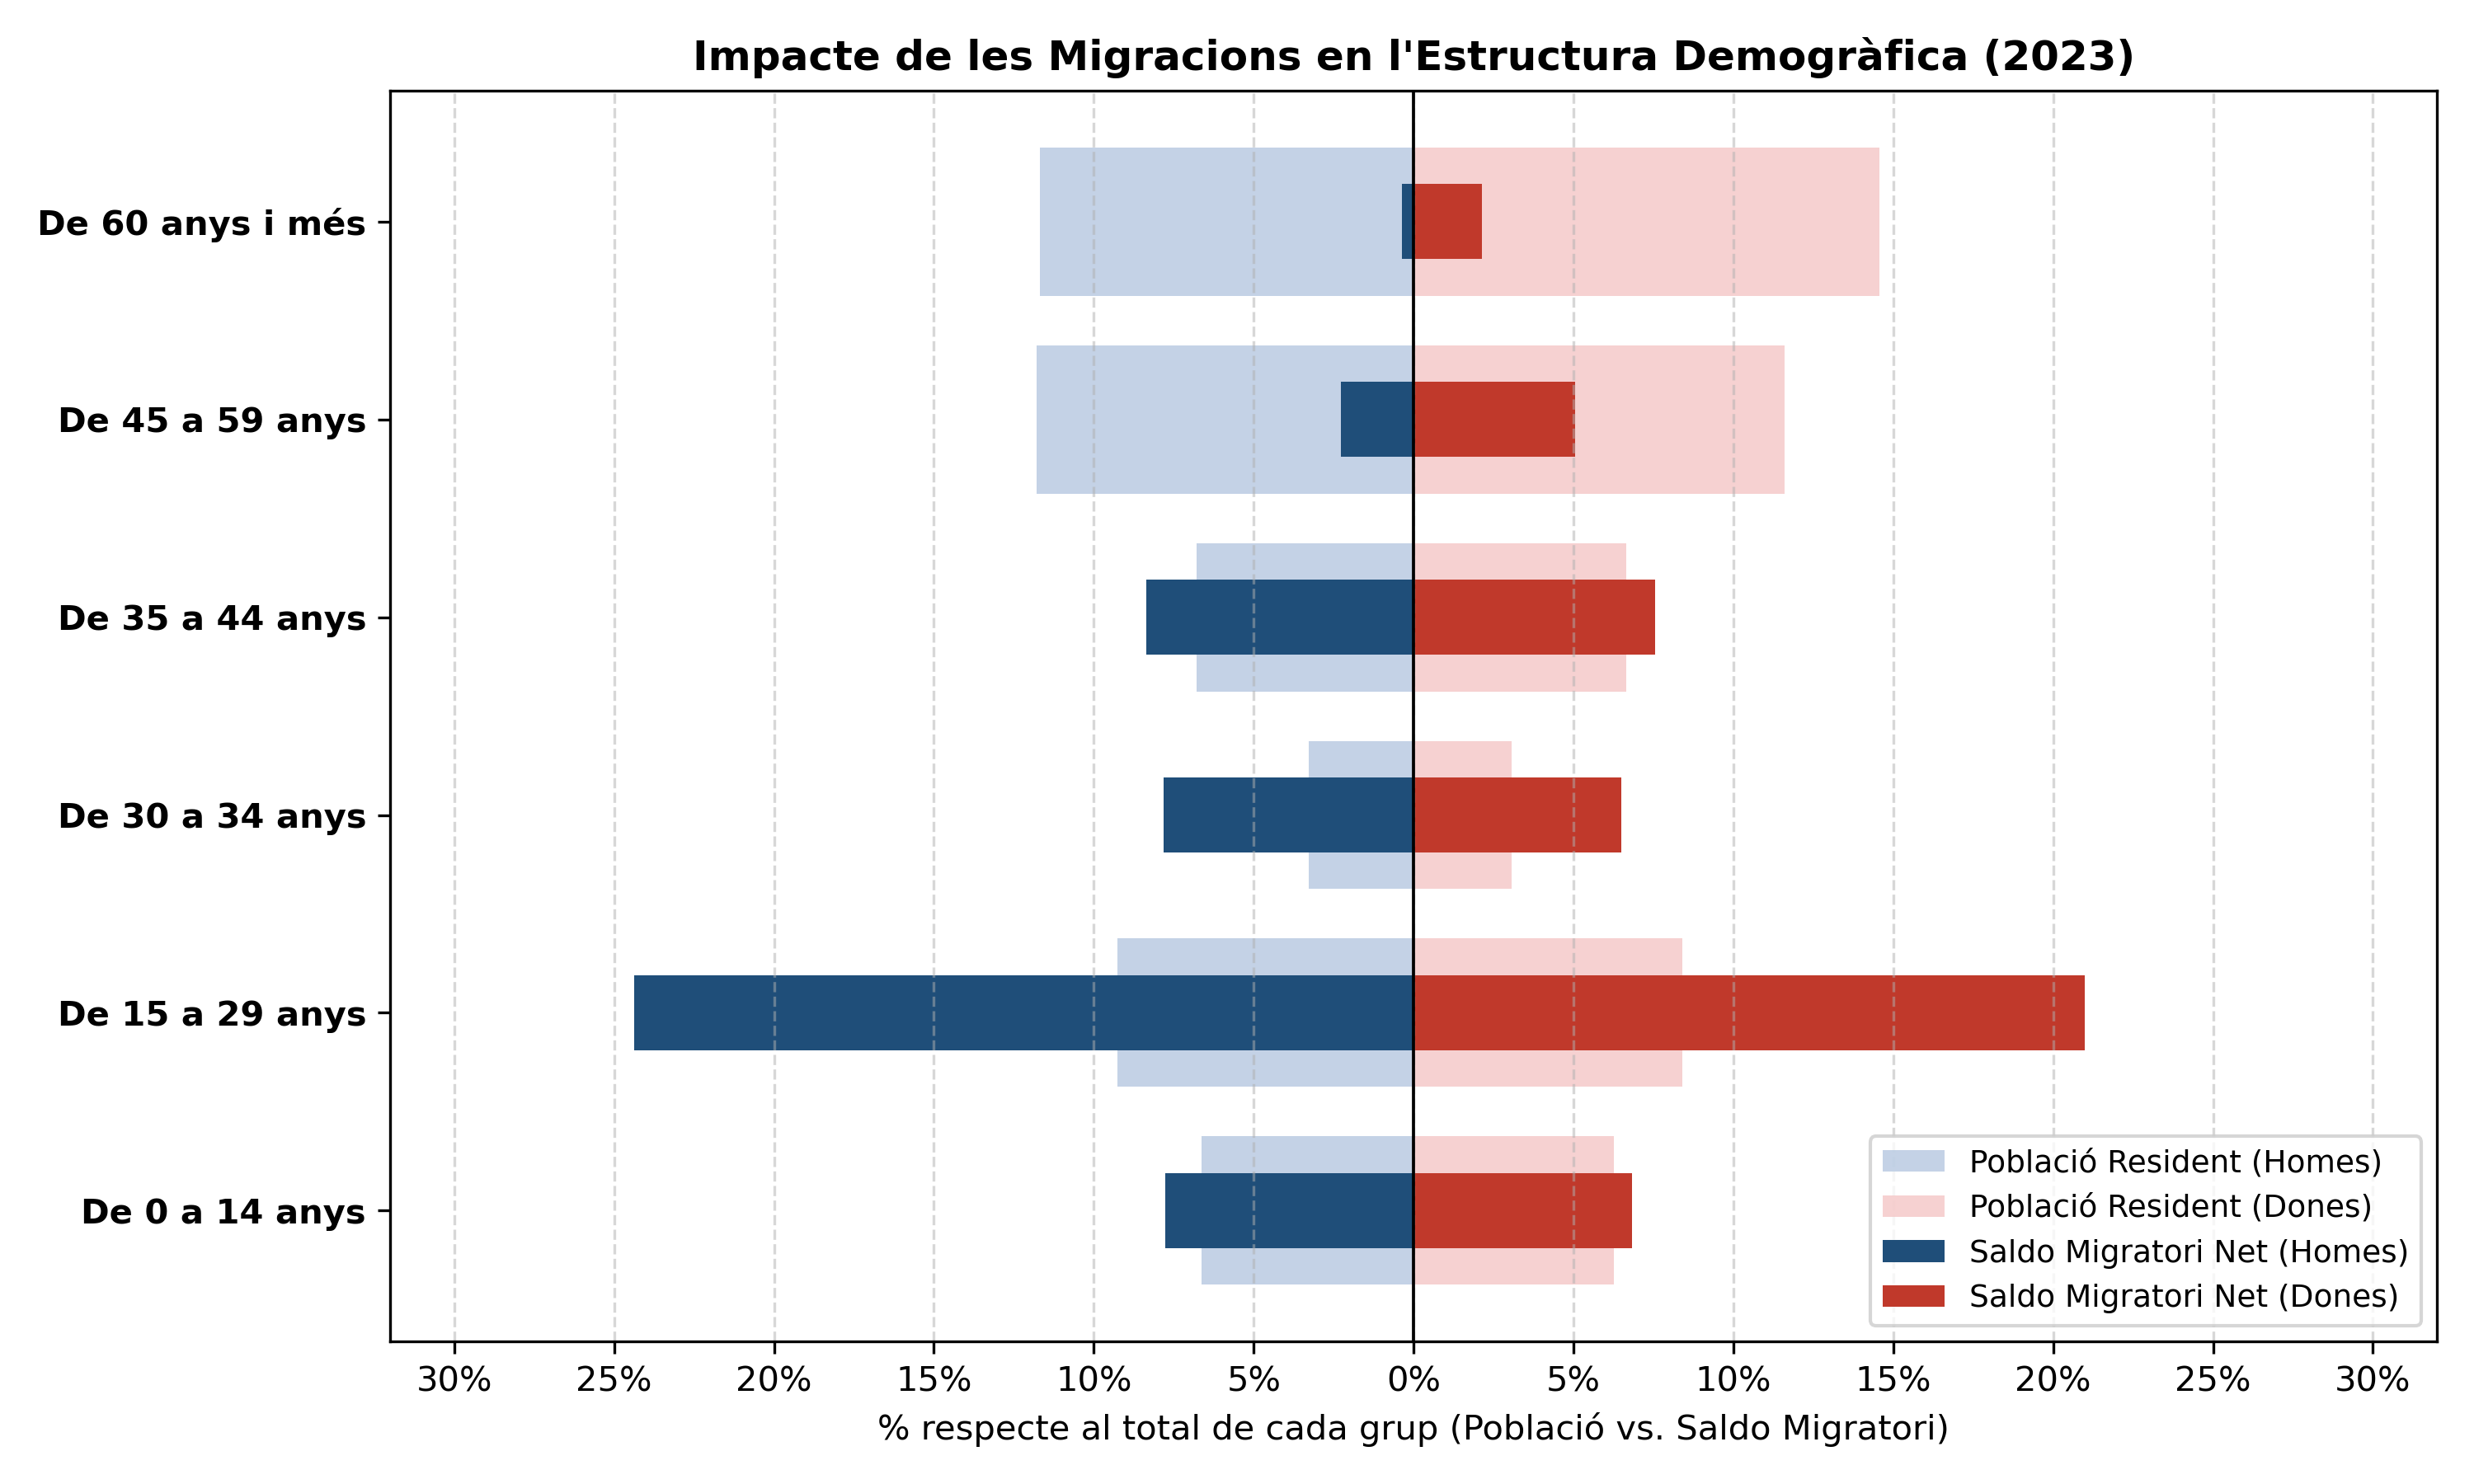 Impacte de les Migracions en l'Estructura Demogràfica (2023)
De 60 anys i més
De 45 a 59 anys
De 35 a 44 anys
De 30 a 34 anys
De 15 a 29 anys
De 0 a 14 anys
Població Resident (Homes)
Població Resident (Dones)
Saldo Migratori Net (Homes)
Saldo Migratori Net (Dones)
30% 25% 20% 15% 10% 5% 0% 5% 10% 15% 20% 25% 30%
% respecte al total de cada grup (Població vs. Saldo Migratori)